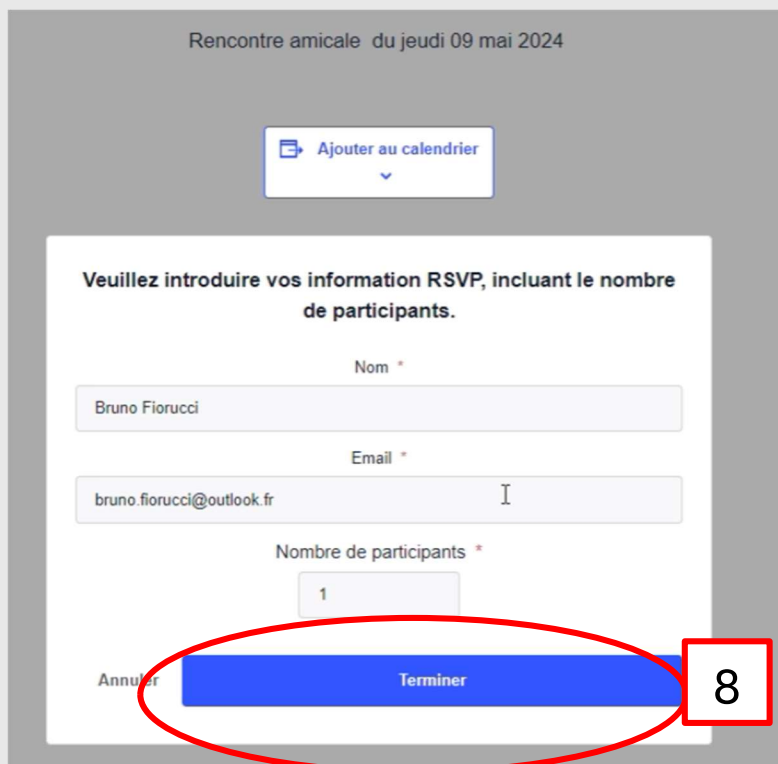 Rencontre amicale du jeudi 09 mai 2024
Ajouter au calendrier
Veuillez introduire vos information RSVP, incluant le nombre
de participants.
Nom *
Bruno Fiorucci
Email *
bruno.fiorucci@outlook.fr
Nombre de participants *
1
Annuler
Terminer
8